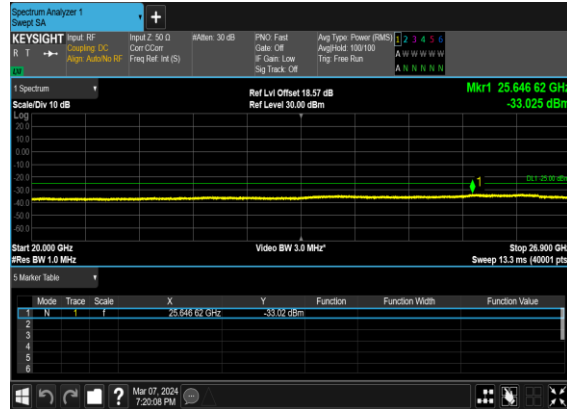 Spectrum Analyzer 1
Swept SA
+
KEYSIGHT Input: RF Input Z: 50 Ω #Atten: 30 dB PNO: Fast Avg Type: Power (RMS) 1 2 3 4 5 6
R T Coupling: DC Corr CCorr Gate: Off Avg|Hold: 100/100 A W W W W W
Align: Auto/No RF Freq Ref: Int (S) IF Gain: Low Trig: Free Run
Sig Track: Off A N N N N N
1 Spectrum Ref Lvl Offset 18.57 dB Mkr1 25.646 62 GHz
Scale/Div 10 dB Ref Level 30.00 dBm -33.025 dBm
Log
20.0
10.0
0.00
-10.0
-20.0
1 DL1 -25.00 dBm
-30.0
-40.0
-50.0
-60.0
Start 20.000 GHz Video BW 3.0 MHz* Stop 26.900 GHz
#Res BW 1.0 MHz Sweep 13.3 ms (40001 pts)
5 Marker Table
Mode Trace Scale X Y Function Function Width Function Value
1 N 1 f 25.646 62 GHz -33.02 dBm
2
3
4
5
6
? Mar 07, 2024
7:20:08 PM